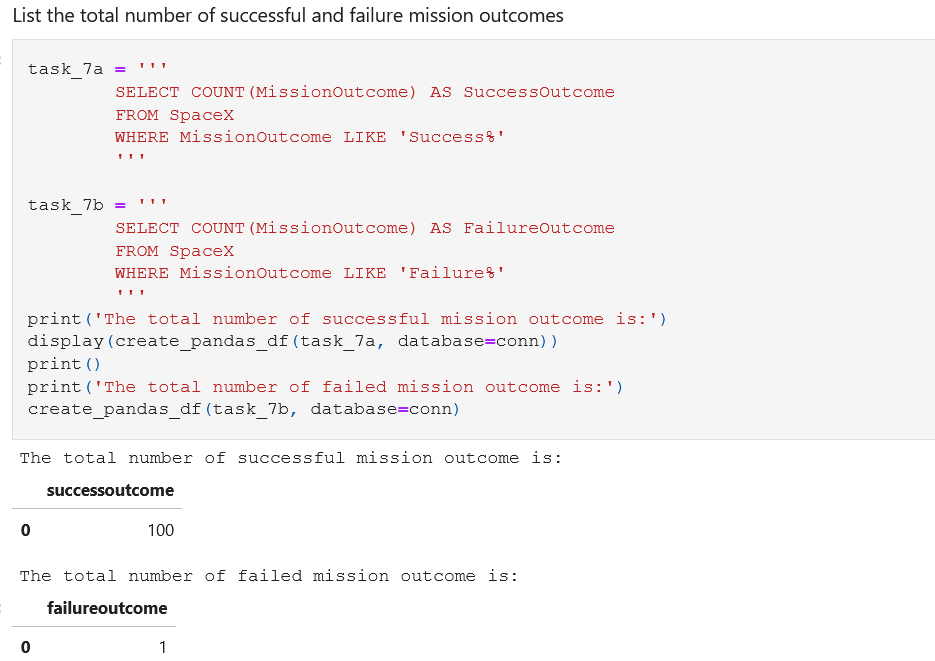 List the total number of successful and failure mission outcomes
task_7a = '''
SELECT COUNT(MissionOutcome) AS SuccessOutcome
FROM SpaceX
WHERE MissionOutcome LIKE 'Success%'
'''
task_7b = '''
SELECT COUNT(MissionOutcome) AS FailureOutcome
FROM SpaceX
WHERE MissionOutcome LIKE 'Failure%'
'''
print('The total number of successful mission outcome is:')
display(create_pandas_df(task_7a, database=conn))
print()
print('The total number of failed mission outcome is:')
create_pandas_df(task_7b, database=conn)
The total number of successful mission outcome is:
successoutcome
0 100
The total number of failed mission outcome is:
failureoutcome
0 1